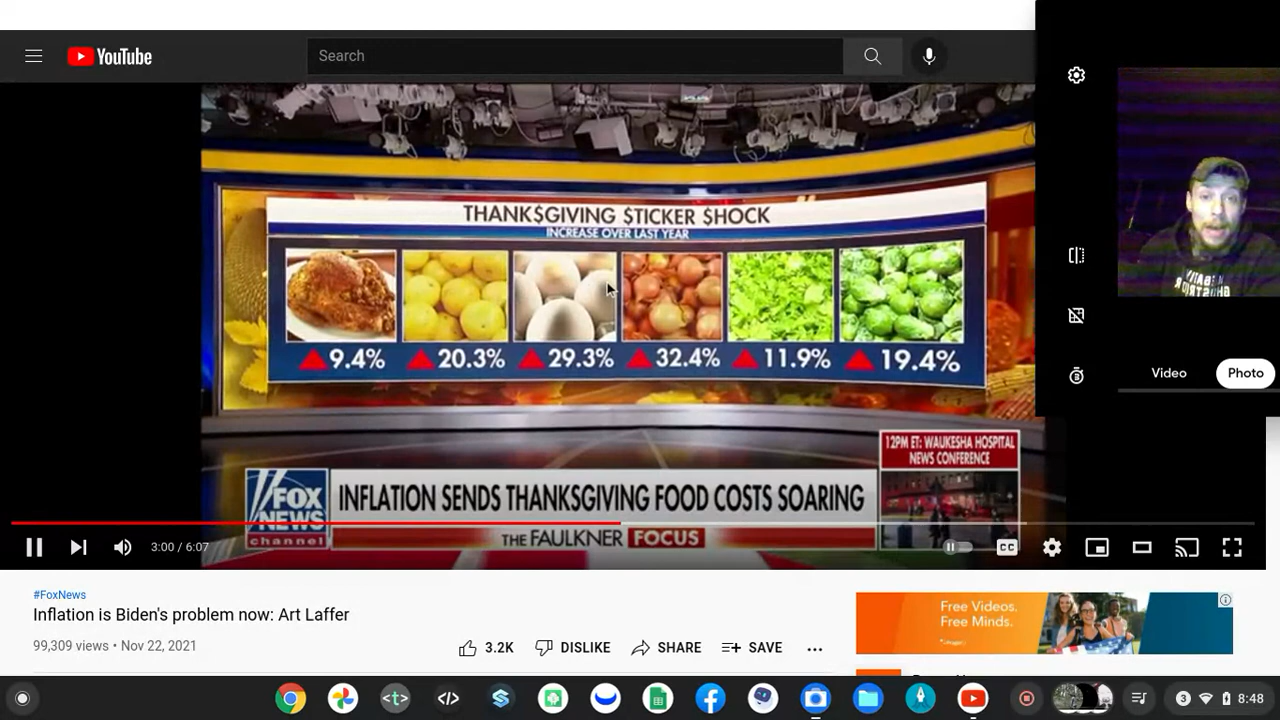 YouTube
Search
THANK$GIVING $TICKER $HOCK
INCREASE OVER LAST YEAR
9.4% 20.3% 29.3% 32.4% 11.9% 19.4%
12PM ET: WAUKESHA HOSPITAL
NEWS CONFERENCE
FOX
NEWS
channel
INFLATION SENDS THANKSGIVING FOOD COSTS SOARING
THE FAULKNER FOCUS
3:00 / 6:07
CC
Video
Photo
#FoxNews
Inflation is Biden's problem now: Art Laffer
99,309 views • Nov 22, 2021
3.2K
DISLIKE
SHARE
SAVE
Free Videos.
Free Minds.
3
8:48